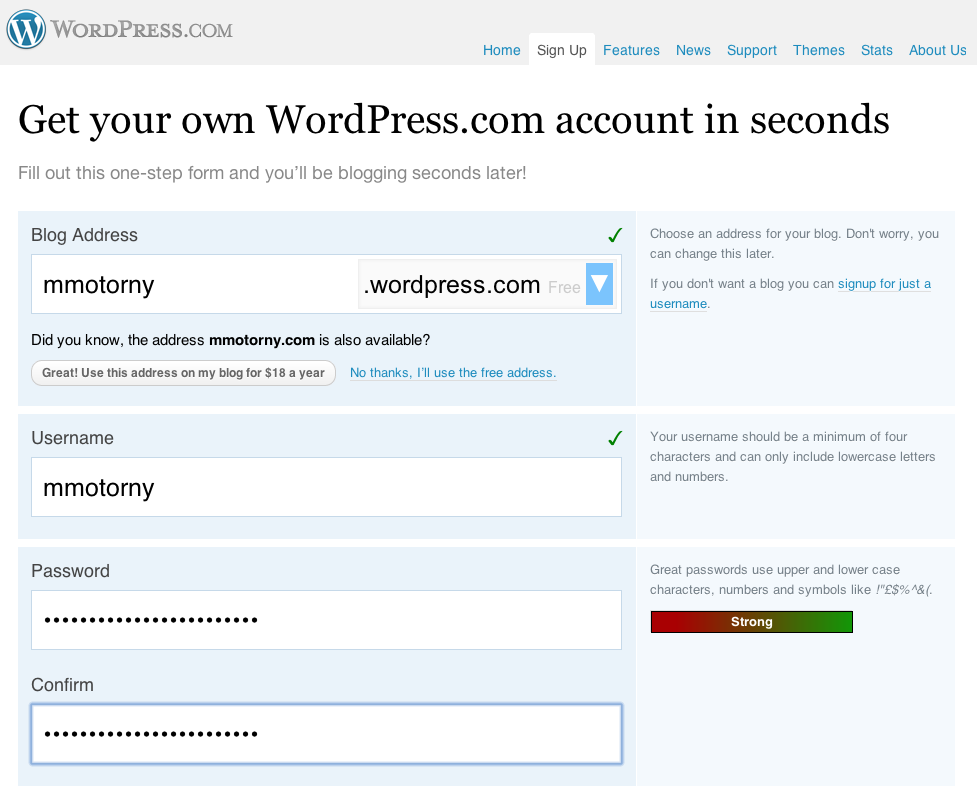 WORDPRESS.COM
Home Sign Up Features News Support Themes Stats About Us
Get your own WordPress.com account in seconds
Fill out this one-step form and you’ll be blogging seconds later!
Blog Address ✓
mmotorny .wordpress.com Free
Did you know, the address mmotorny.com is also available?
Great! Use this address on my blog for $18 a year No thanks, I’ll use the free address.
Choose an address for your blog. Don't worry, you
can change this later.
If you don't want a blog you can signup for just a
username.
Username ✓
mmotorny
Your username should be a minimum of four
characters and can only include lowercase letters
and numbers.
Password
••••••••••••••••••••••••
Confirm
••••••••••••••••••••••••
Great passwords use upper and lower case
characters, numbers and symbols like !"£$%^&(.
Strong